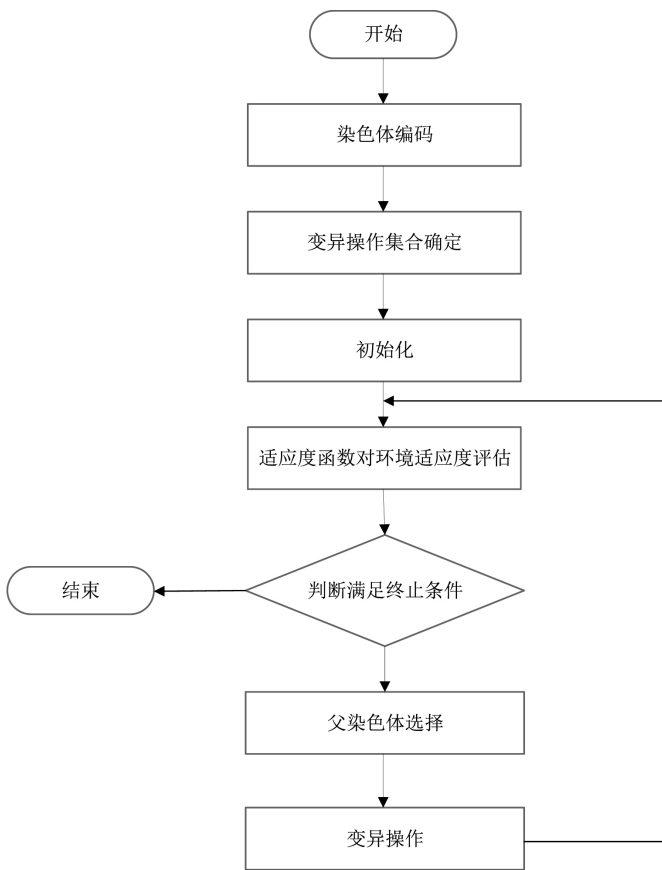 开始
染色体编码
变异操作集合确定
初始化
适应度函数对环境适应度评估
结束
判断满足终止条件
父染色体选择
变异操作